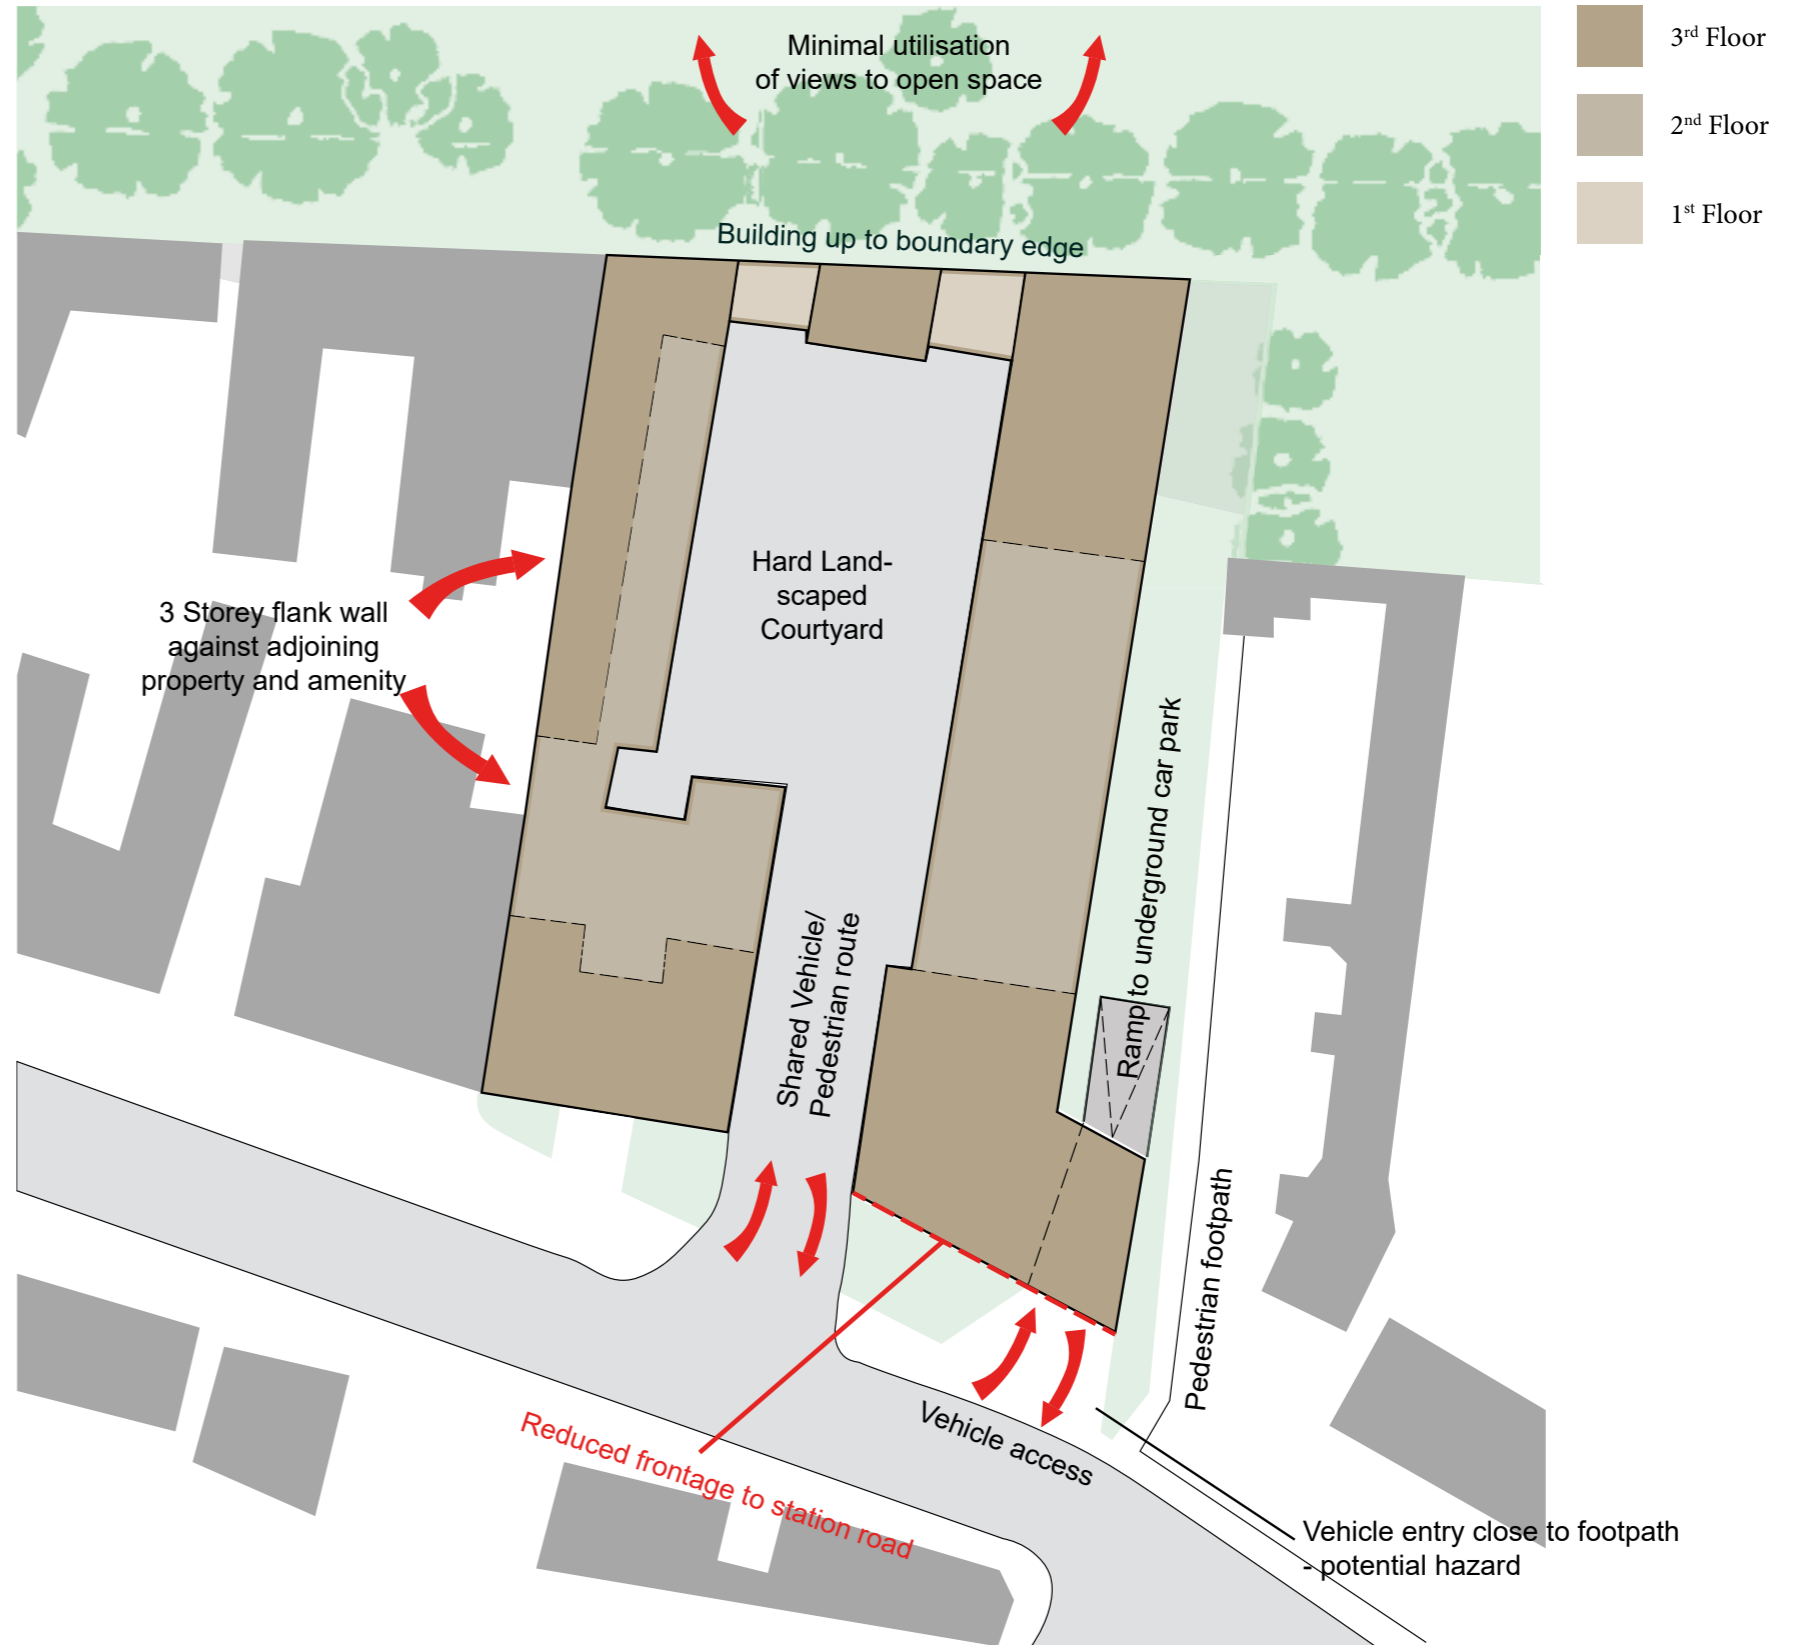 Minimal utilisation
of views to open space
3rd Floor
2nd Floor
1st Floor
Building up to boundary edge
Hard Land-
scaped
Courtyard
3 Storey flank wall
against adjoining
property and amenity
Ramp to underground car park
Shared Vehicle/
Pedestrian route
Pedestrian footpath
Vehicle access
Reduced frontage to station road
Vehicle entry close to footpath
- potential hazard